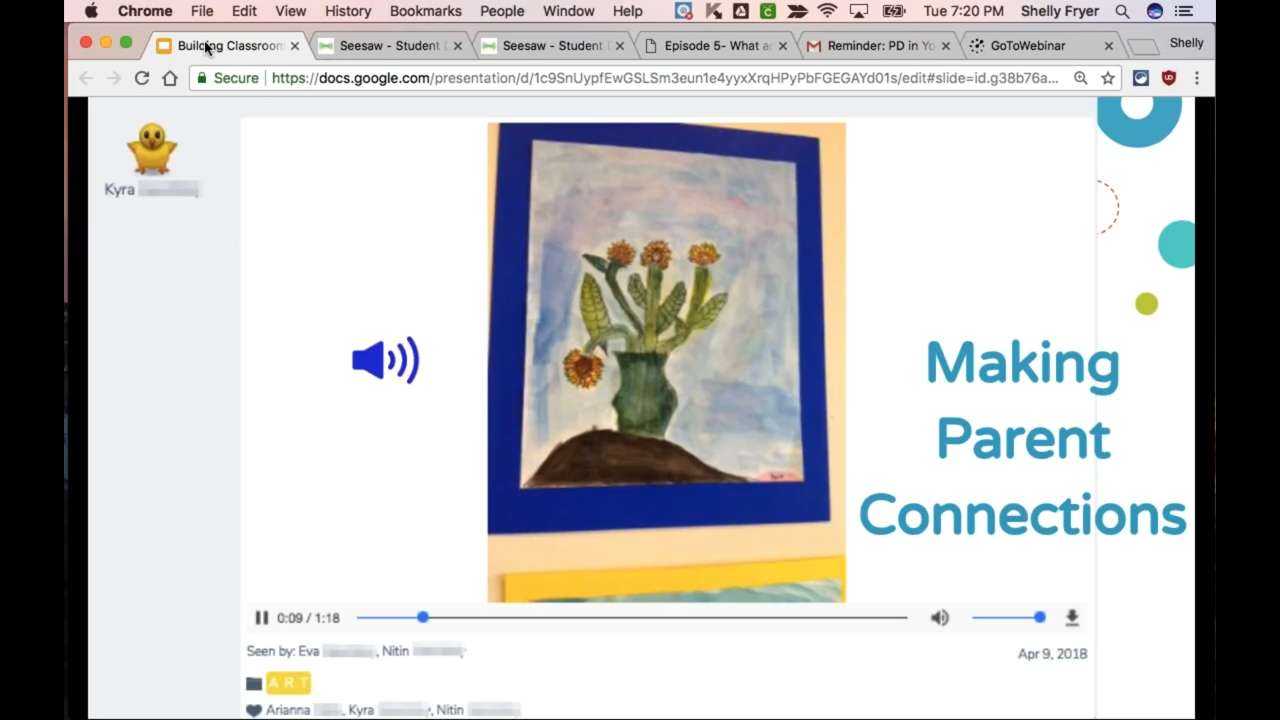 Chrome File Edit View History Bookmarks People Window Help Tue 7:20 PM Shelly Fryer
Building Classroom Seesaw - Student Seesaw - Student Episode 5- What a Reminder: PD in Yo GoToWebinar Shelly
Secure https://docs.google.com/presentation/d/1c9SnUypfEwGSLSm3eun1e4yyxXrqHPyPbFGEGAYd01s/edit#slide=id.g38b76a...
Kyra
Making
Parent
Connections
0:09 / 1:18
Seen by: Eva , Nitin
Apr 9, 2018
ART
Arianna , Kyra , Nitin